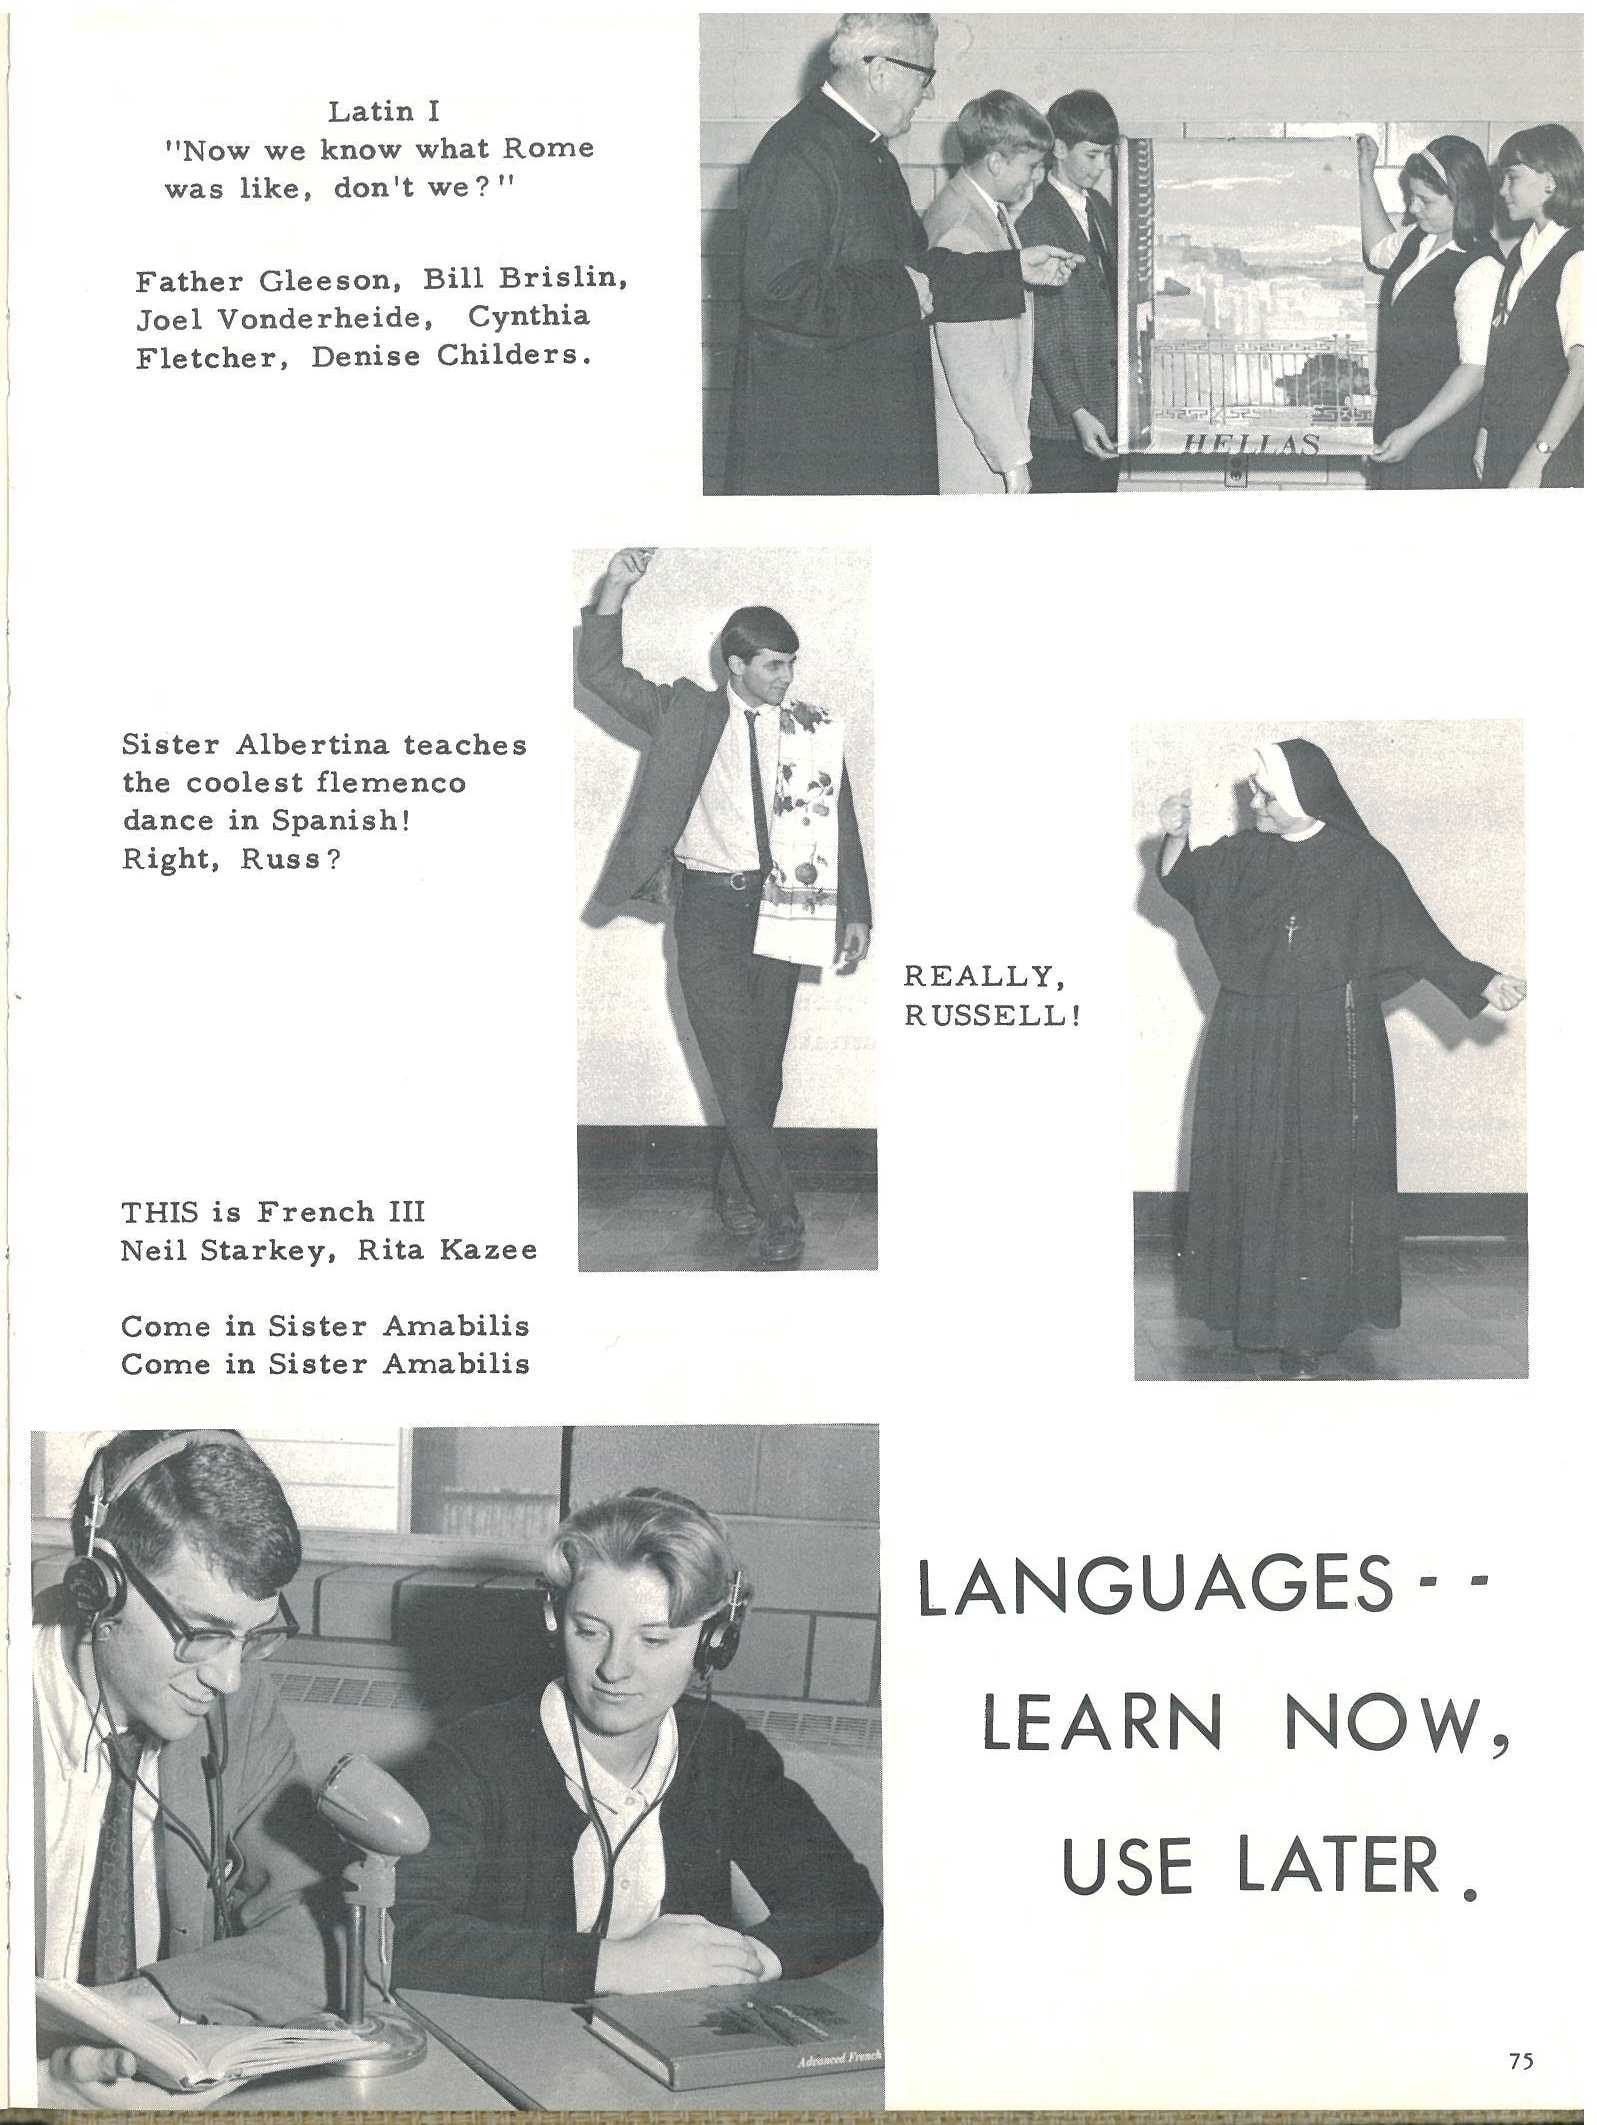 Latin I
"Now we know what Rome
was like, don't we?"
Father Gleeson, Bill Brislin,
Joel Vonderheide, Cynthia
Fletcher, Denise Childers.
HELLAS
Sister Albertina teaches
the coolest flemenco
dance in Spanish!
Right, Russ?
REALLY,
RUSSELL!
THIS is French III
Neil Starkey, Rita Kazee
Come in Sister Amabilis
Come in Sister Amabilis
Advanced French
LANGUAGES--
LEARN NOW,
USE LATER.
75